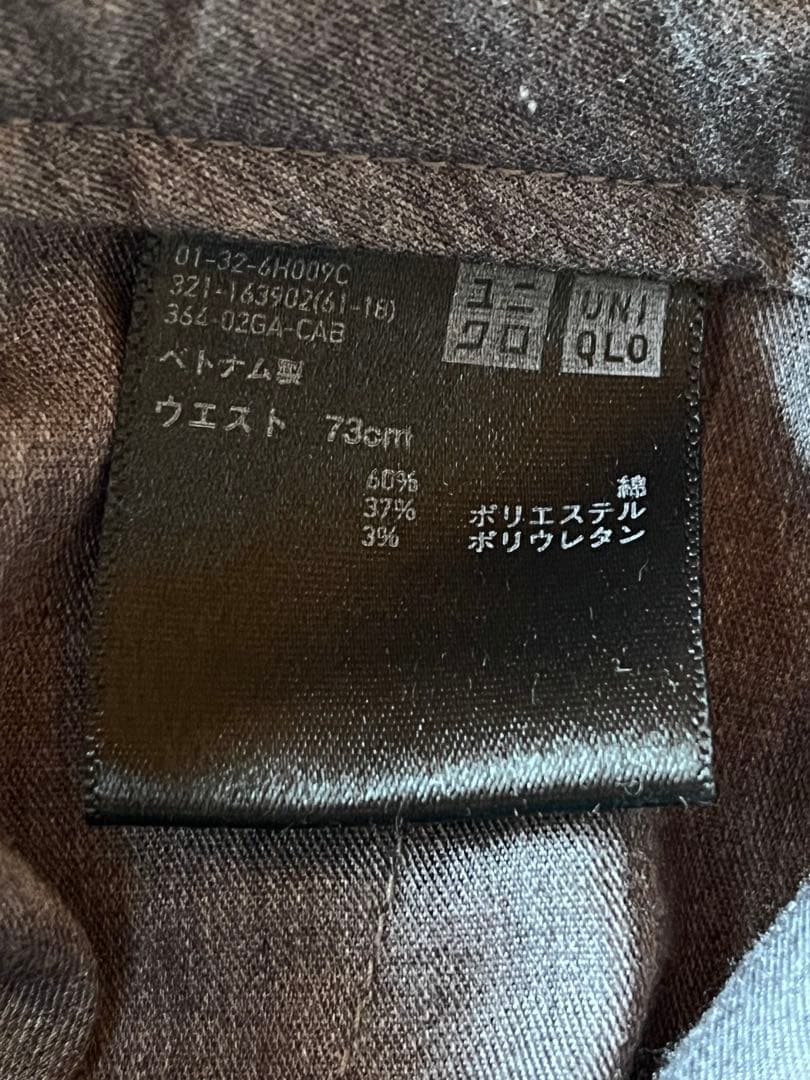 01-32-6H009C
321-163902(61-18)
364-02GA-CAB
ユニ
クロ
UNI
QLO
ベトナム製
ウエスト 73cm
60% 綿
37% ポリエステル
3% ポリウレタン